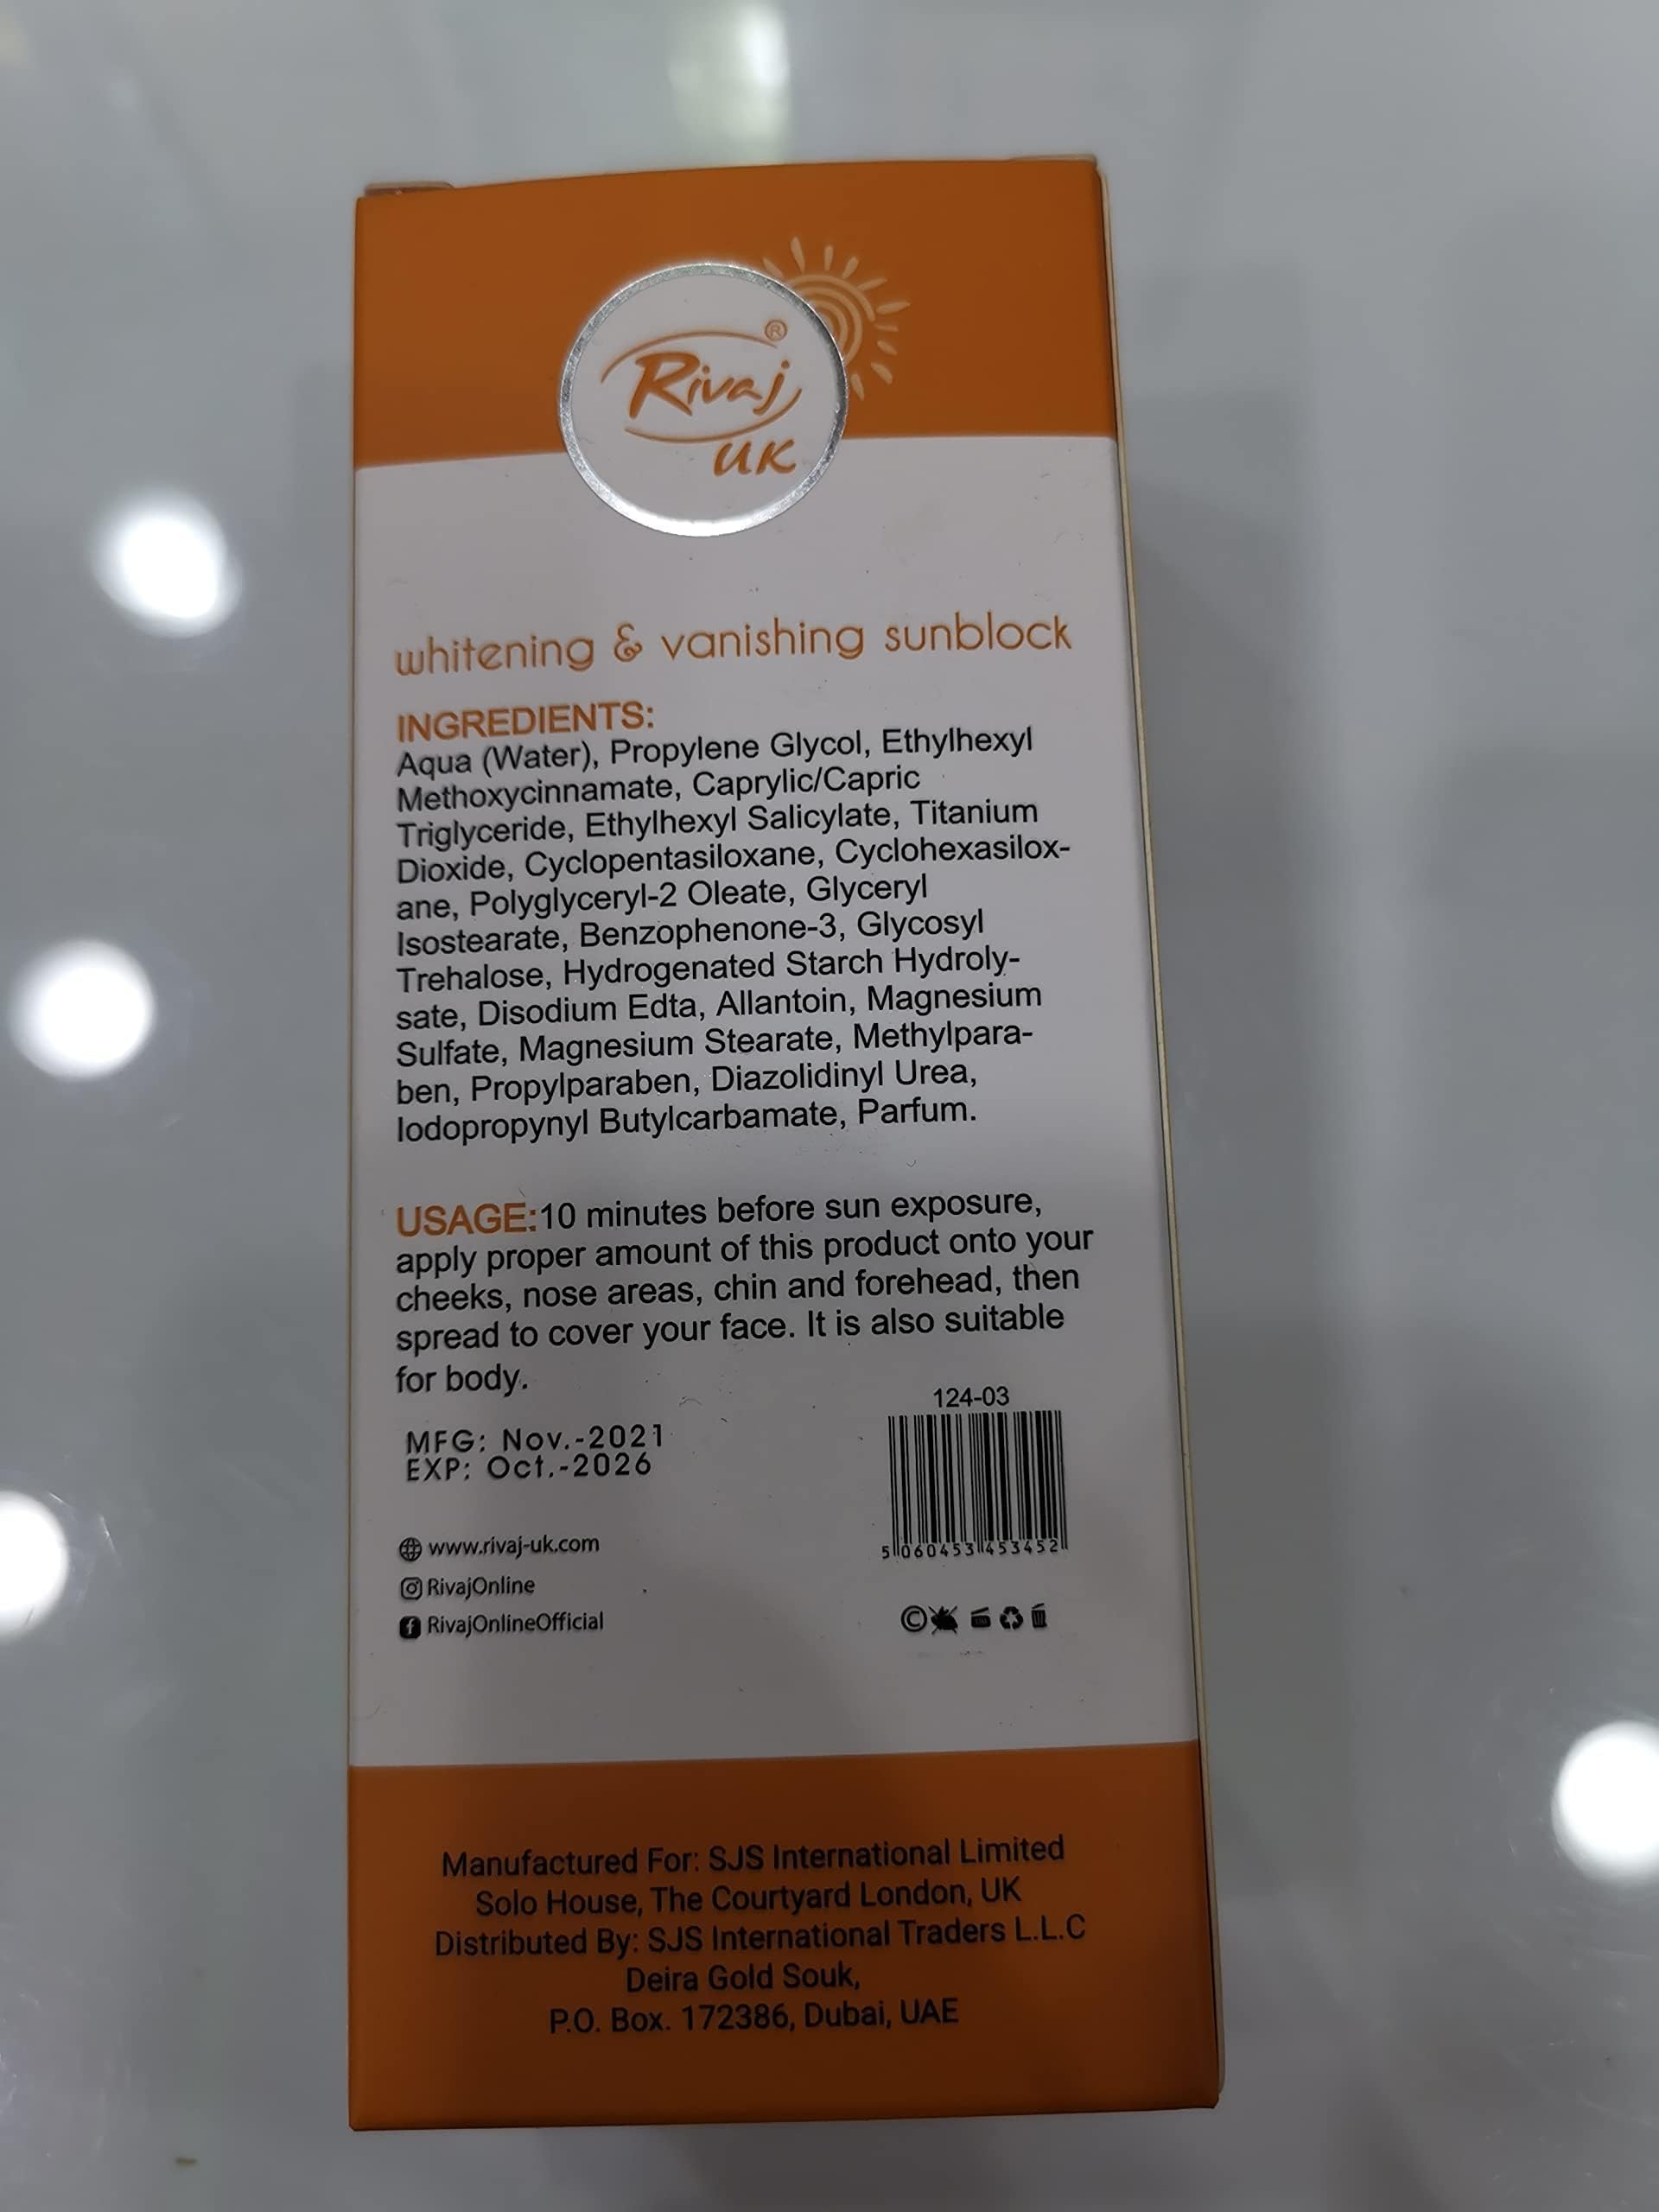 Rivaj ®
UK
whitening & vanishing sunblock
INGREDIENTS:
Aqua (Water), Propylene Glycol, Ethylhexyl
Methoxycinnamate, Caprylic/Capric
Triglyceride, Ethylhexyl Salicylate, Titanium
Dioxide, Cyclopentasiloxane, Cyclohexasilox-
ane, Polyglyceryl-2 Oleate, Glyceryl
Isostearate, Benzophenone-3, Glycosyl
Trehalose, Hydrogenated Starch Hydroly-
sate, Disodium Edta, Allantoin, Magnesium
Sulfate, Magnesium Stearate, Methylpara-
ben, Propylparaben, Diazolidinyl Urea,
Iodopropynyl Butylcarbamate, Parfum.
USAGE:10 minutes before sun exposure,
apply proper amount of this product onto your
cheeks, nose areas, chin and forehead, then
spread to cover your face. It is also suitable
for body.
124-03
MFG: Nov.-2021
EXP: Oct.-2026
5 060453 453452
www.rivaj-uk.com
RivajOnline
RivajOnlineOfficial
©
Manufactured For: SJS International Limited
Solo House, The Courtyard London, UK
Distributed By: SJS International Traders L.L.C
Deira Gold Souk,
P.O. Box. 172386, Dubai, UAE